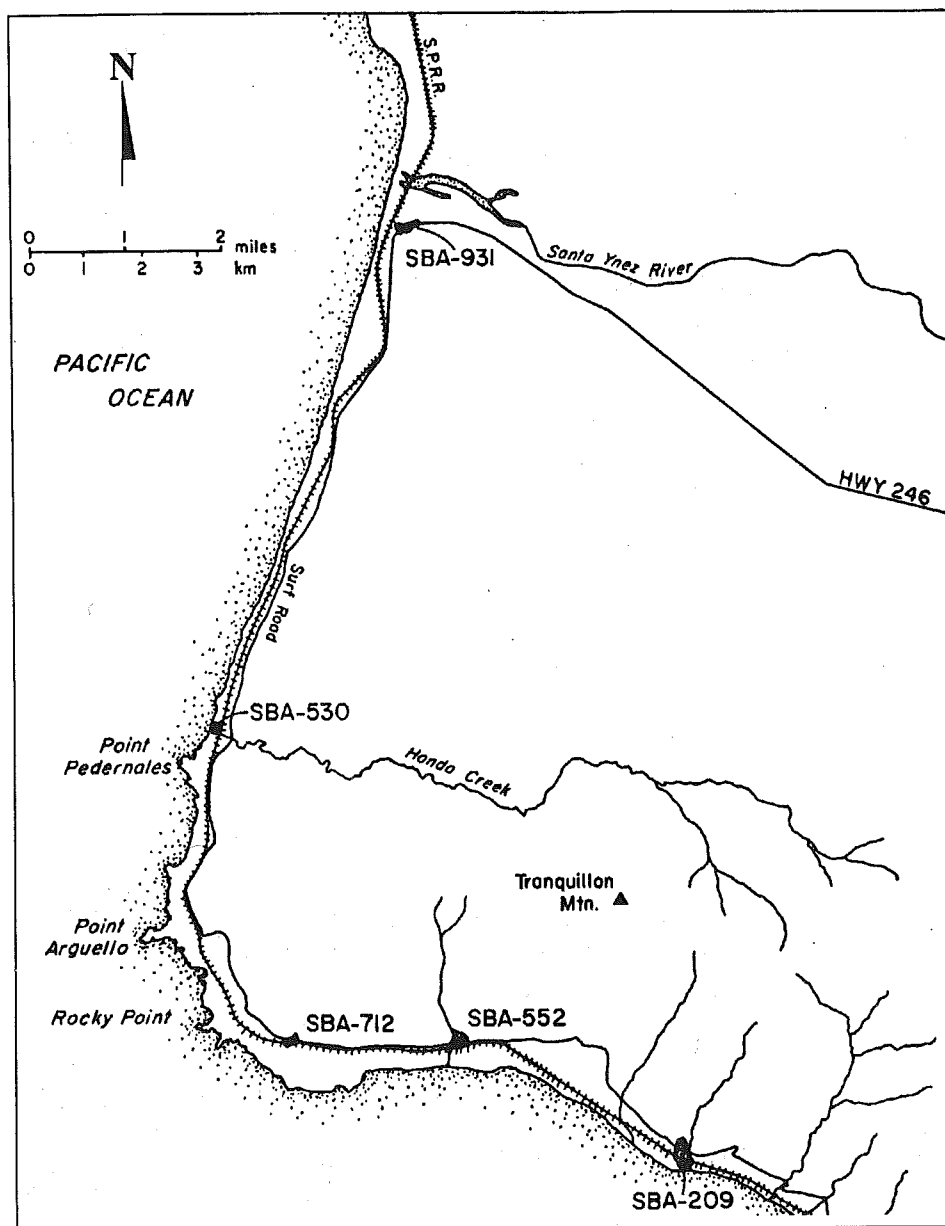 S.P.R.R.
N
0 1 2 miles
0 1 2 3 km
SBA-931
Santa Ynez River
PACIFIC
OCEAN
HWY 246
Surf Road
SBA-530
Point
Pedernales
Honda Creek
Tranquillon
Mtn.
Point
Arguello
Rocky Point
SBA-712
SBA-552
SBA-209